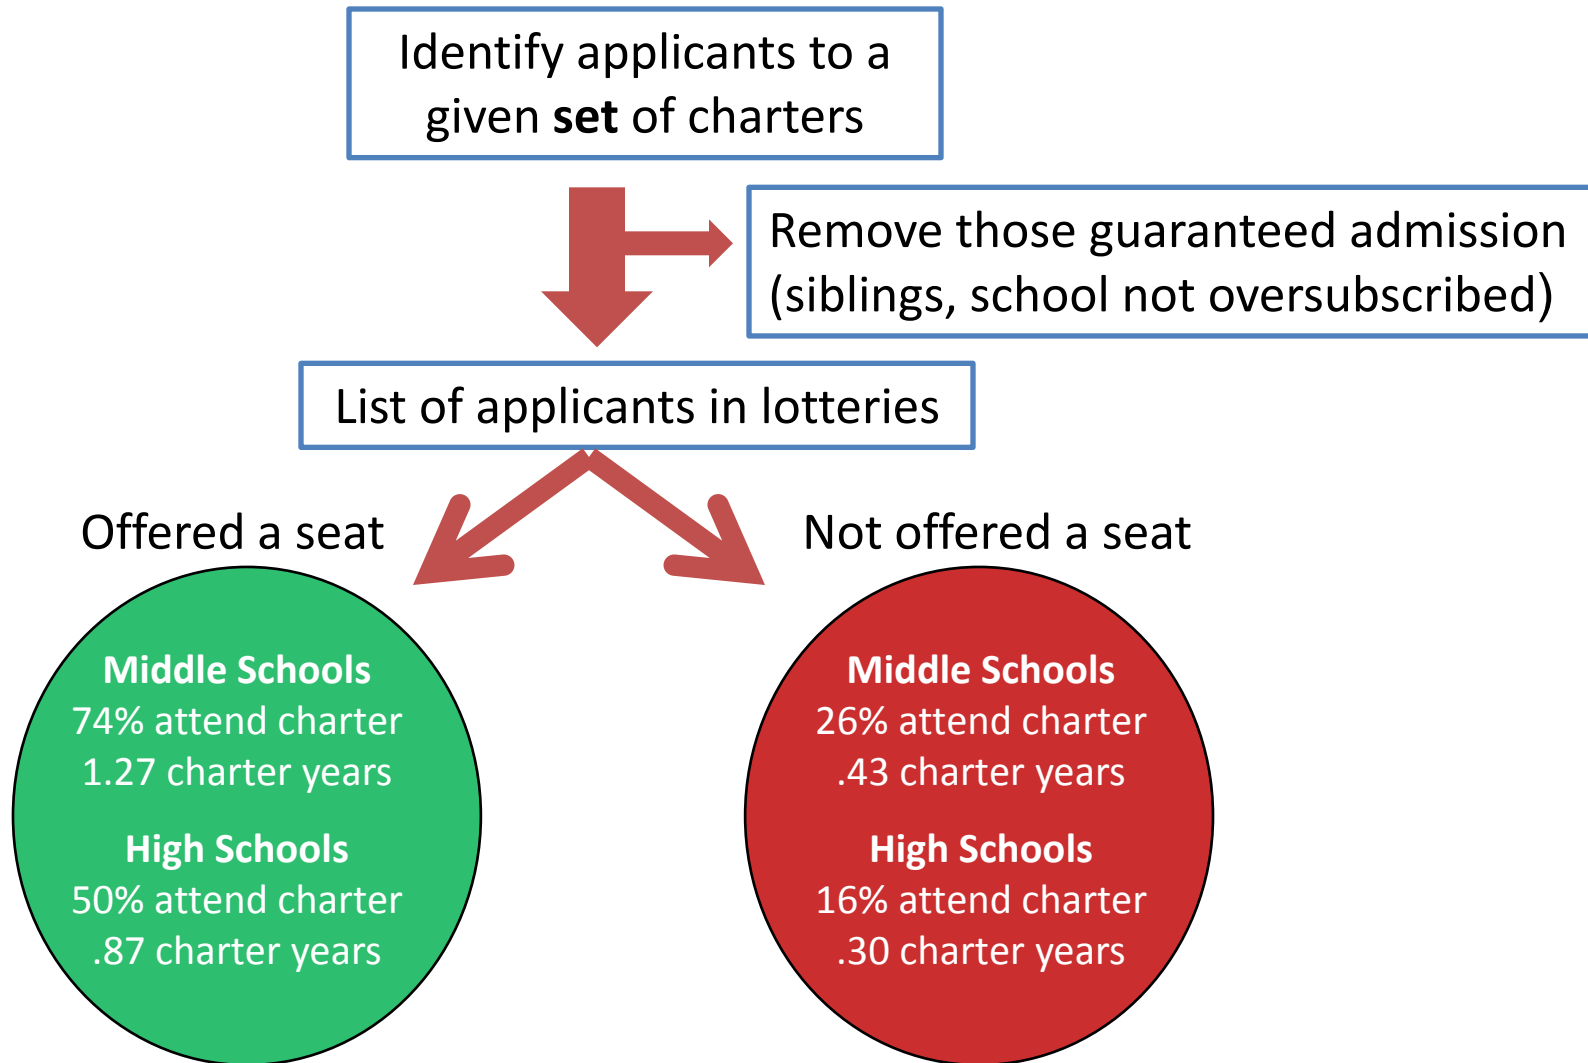 Identify applicants to a
given set of charters
Remove those guaranteed admission
(siblings, school not oversubscribed)
List of applicants in lotteries
Offered a seat
Not offered a seat
Middle Schools
74% attend charter
1.27 charter years
High Schools
50% attend charter
.87 charter years
Middle Schools
26% attend charter
.43 charter years
High Schools
16% attend charter
.30 charter years